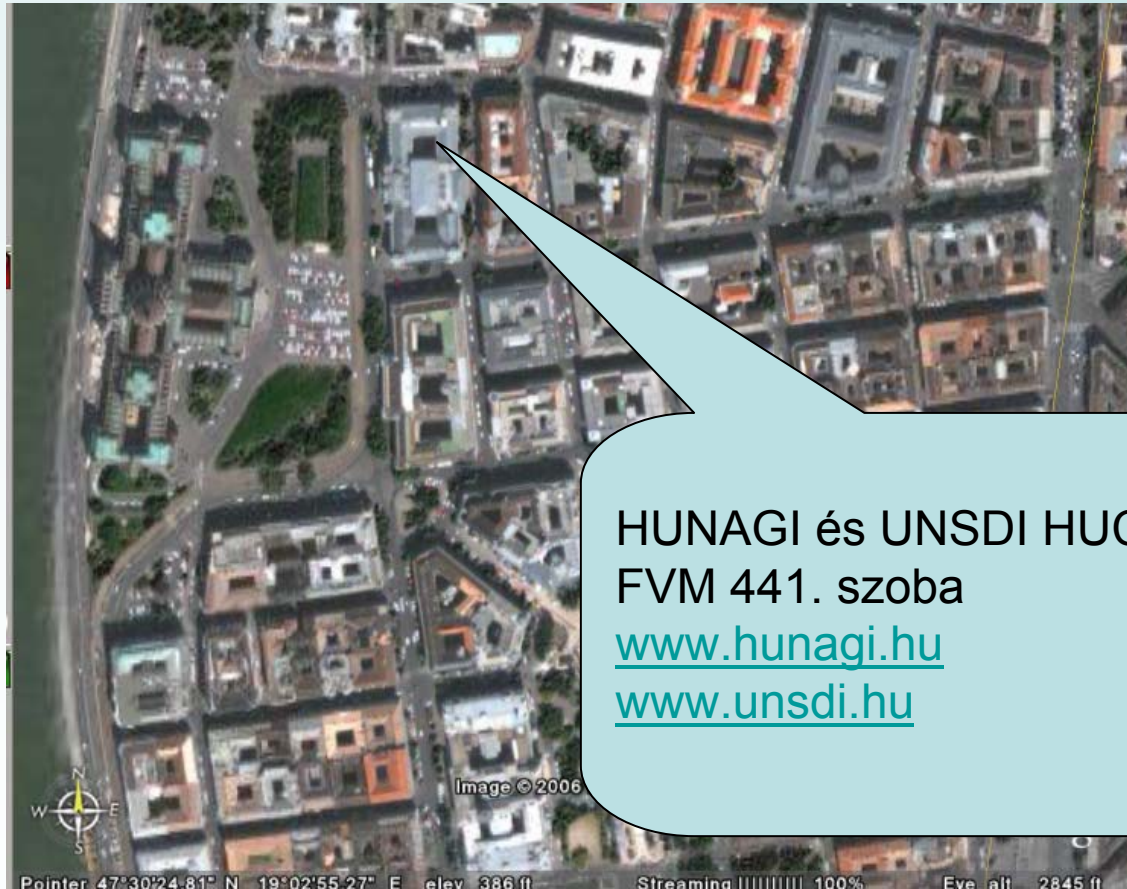 HUNAGI és UNSDI HU
FVM 441. szoba
www.hunagi.hu
www.unsdi.hu
Image © 2006
N
W E
S
Pointer 47°30'24.81" N 19°02'55.27" E elev 386 ft Streaming |||||||||| 100% Eye alt 2845 ft